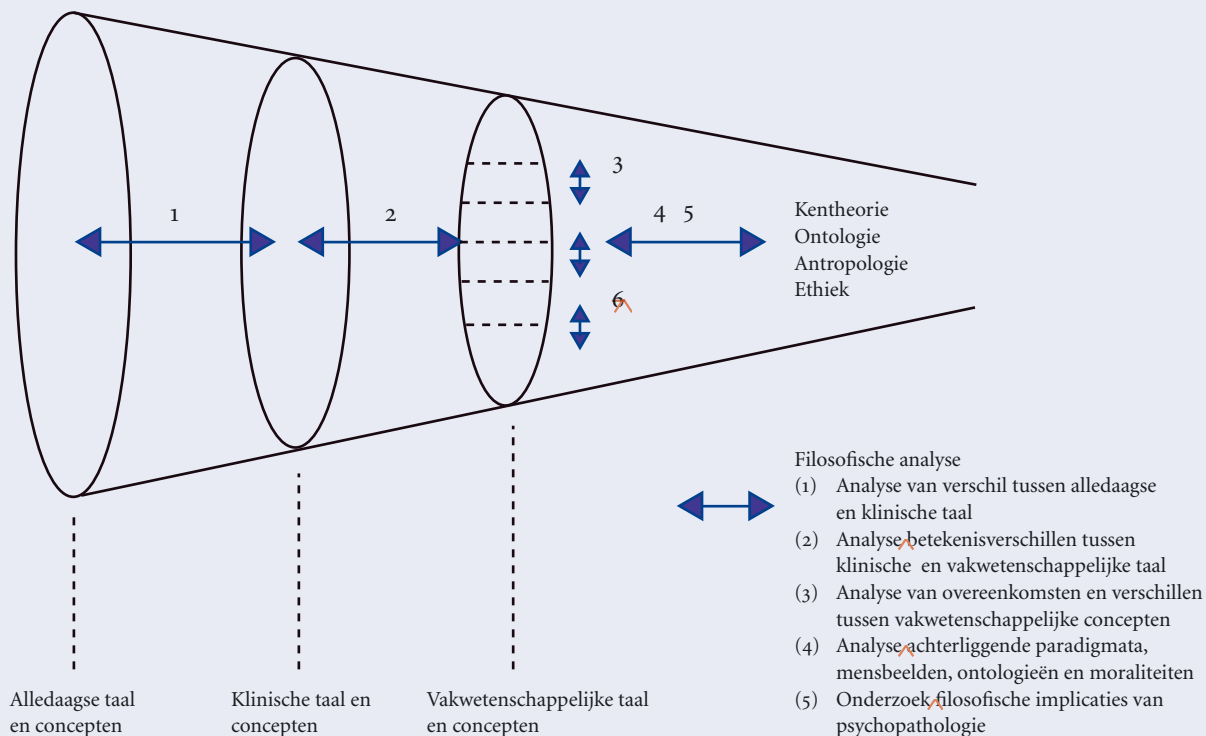 1
2
3
4 5
6
Kentheorie
Ontologie
Antropologie
Ethiek
Filosofische analyse
(1) Analyse van verschil tussen alledaagse
en klinische taal
(2) Analyse betekenisverschillen tussen
klinische en vakwetenschappelijke taal
(3) Analyse van overeenkomsten en verschillen
tussen vakwetenschappelijke concepten
(4) Analyse achterliggende paradigmata,
mensbeelden, ontologieën en moraliteiten
(5) Onderzoek filosofische implicaties van
psychopathologie
Alledaagse taal
en concepten
Klinische taal en
concepten
Vakwetenschappelijke taal
en concepten